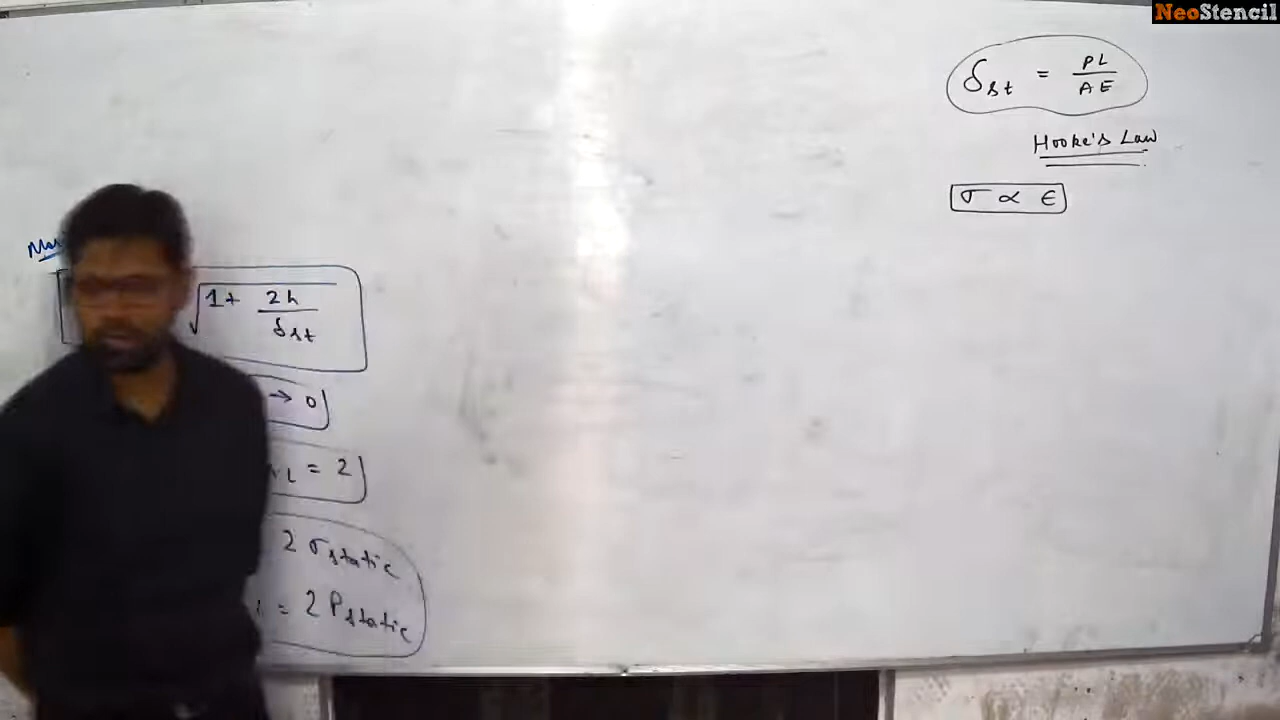 NeoStencil
δst = PL/AE
Hooke's Law
σ ∝ ϵ
√1+ 2h/δst
→ 0
L = 2
2 σstatic
= 2 Pstatic